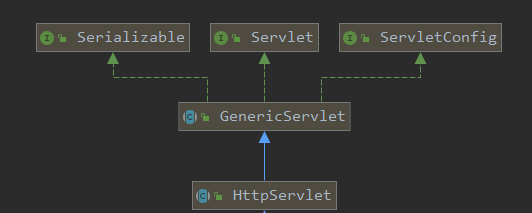 Serializable
Servlet
ServletConfig
GenericServlet
HttpServlet